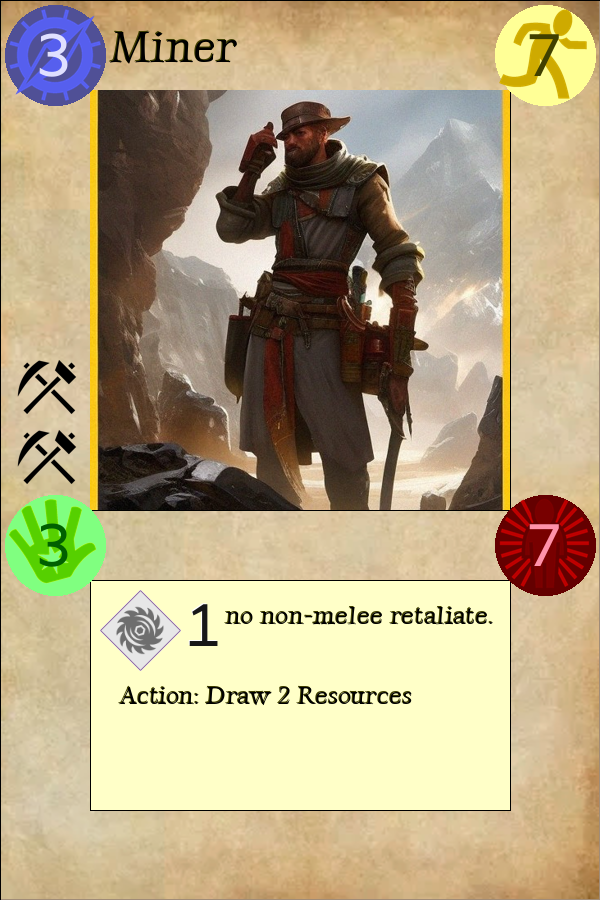 3 Miner 7
3 7
1 no non-melee retaliate.
Action: Draw 2 Resources